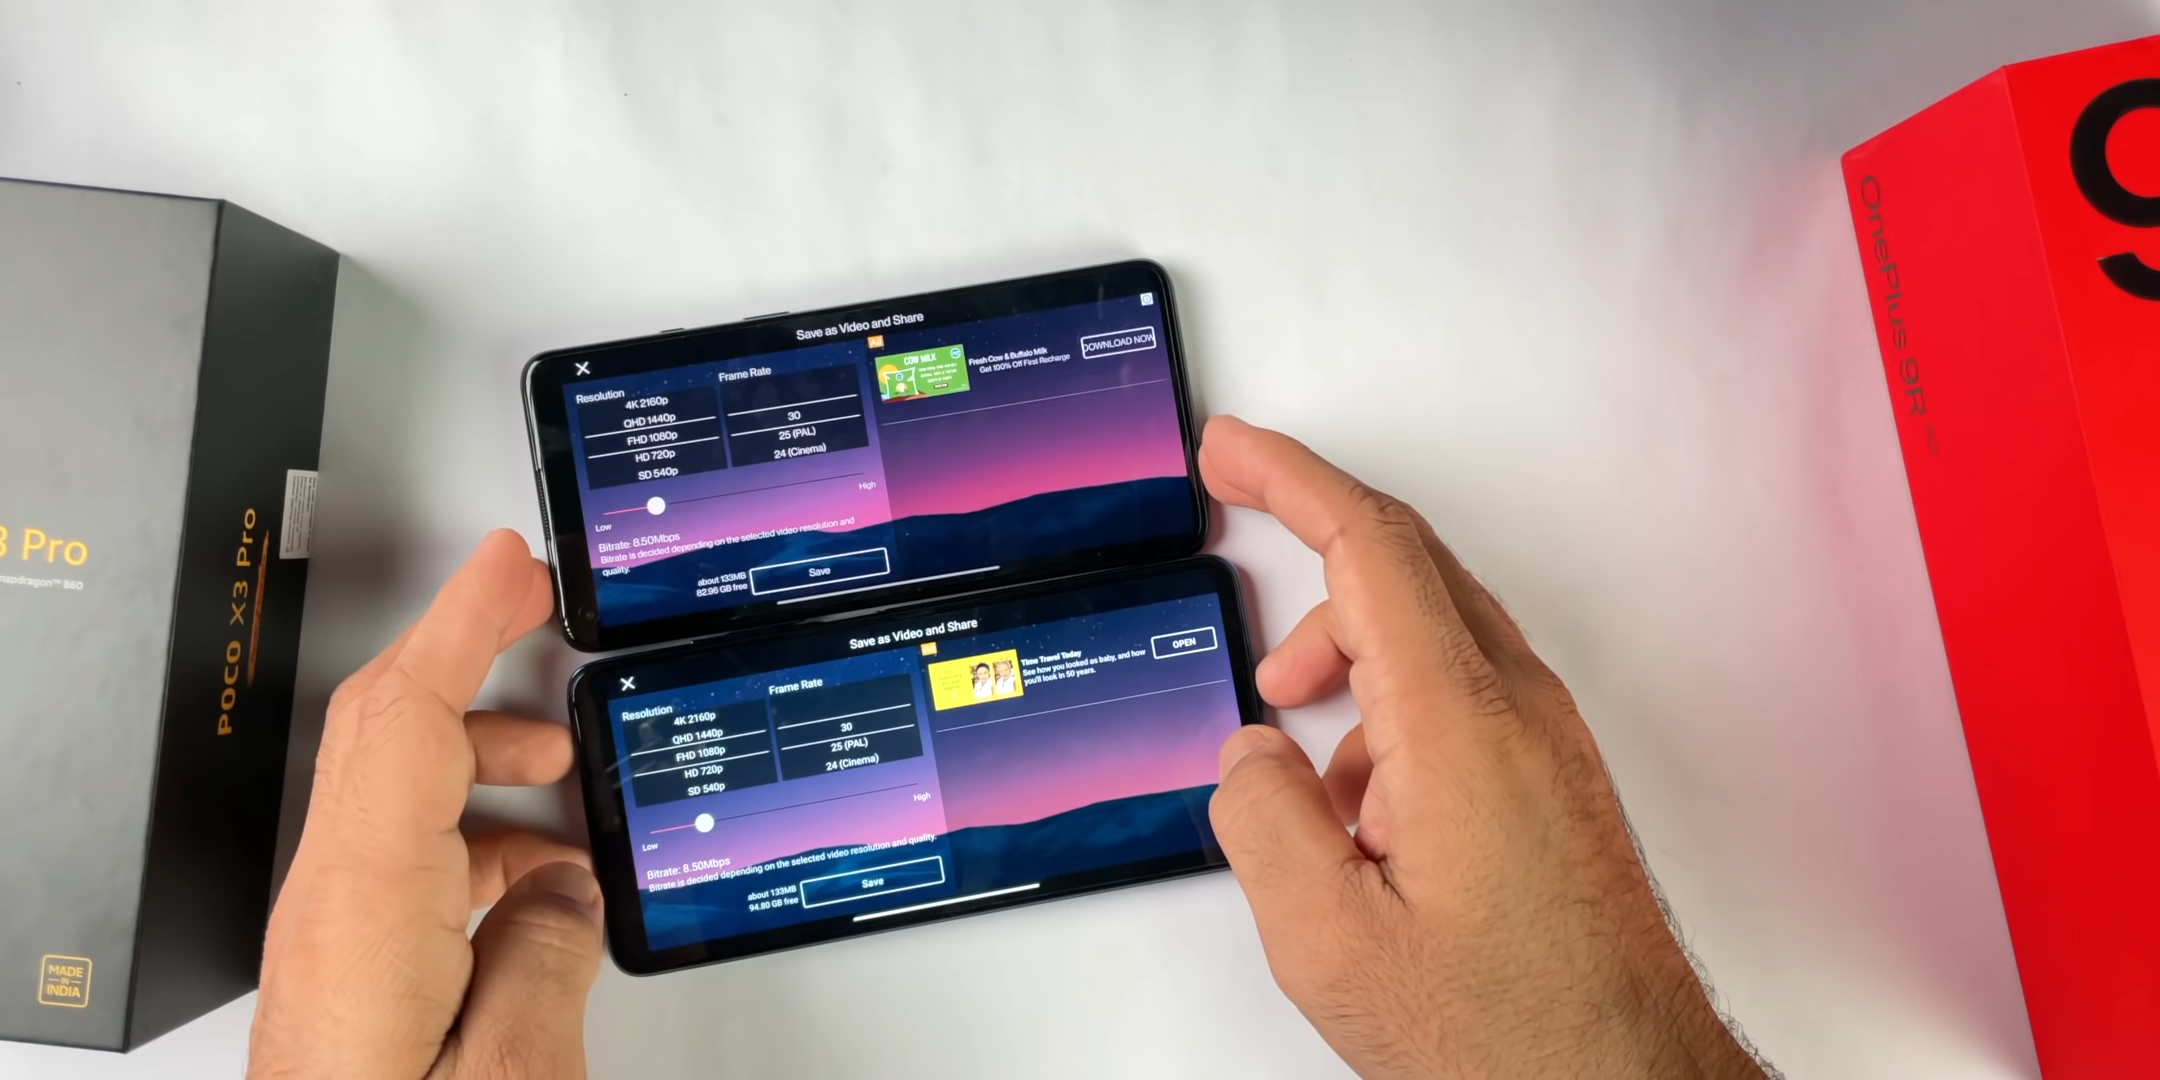 3 Pro
napdragon™ 860
MADE
IN
INDIA
POCO X3 Pro
Save as Video and Share
Resolution
4K 2160p
QHD 1440p
FHD 1080p
HD 720p
SD 540p
Frame Rate
30
25 (PAL)
24 (Cinema)
Low
High
Bitrate: 8.50Mbps
Bitrate is decided depending on the selected video resolution and
quality.
about 133MB
82.96 GB free
Save
Ad
COW MILK
Fresh Cow & Buffalo Milk
Get 100% Off First Recharge
DOWNLOAD NOW
Save as Video and Share
Resolution
4K 2160p
QHD 1440p
FHD 1080p
HD 720p
SD 540p
Frame Rate
30
25 (PAL)
24 (Cinema)
Low
High
Bitrate: 8.50Mbps
Bitrate is decided depending on the selected video resolution and quality.
about 133MB
94.80 GB free
Save
Time Travel Today
See how you looked as baby, and how
you'll look in 50 years.
OPEN
OnePlus 9R
9